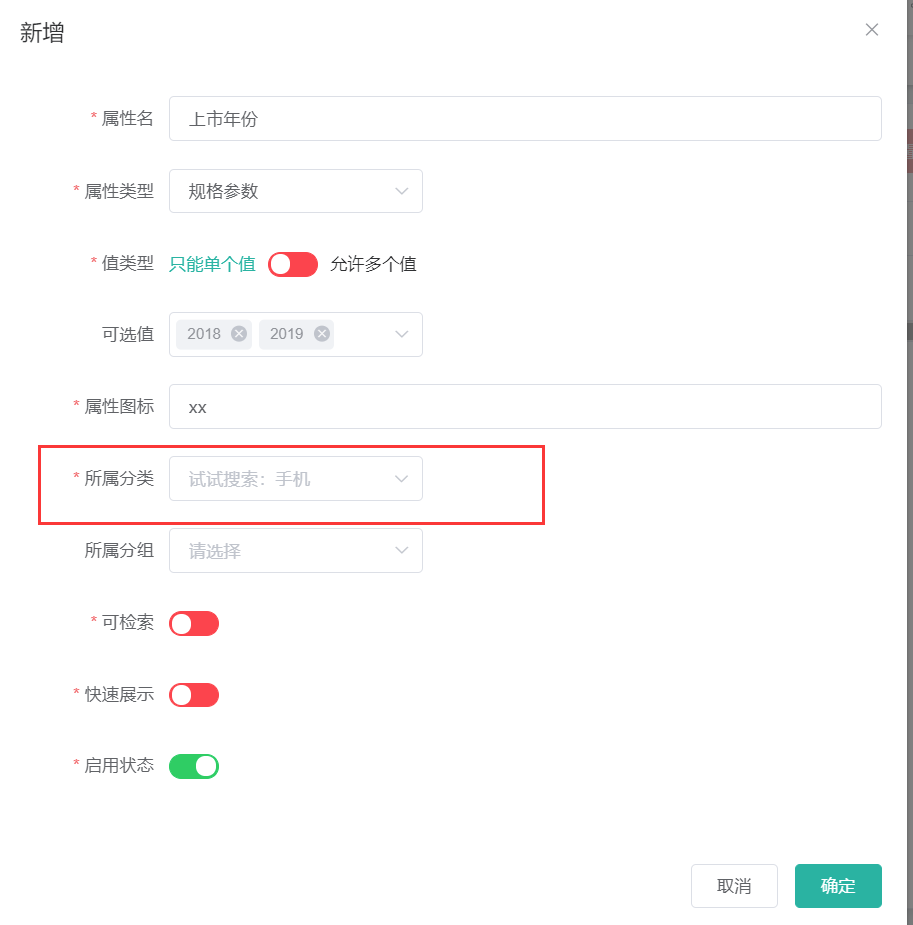 新增
* 属性名 上市年份
* 属性类型 规格参数
* 值类型 只能单个值 允许多个值
可选值 2018 2019
* 属性图标 xx
* 所属分类 试试搜索：手机
所属分组 请选择
* 可检索
* 快速展示
* 启用状态
取消 确定